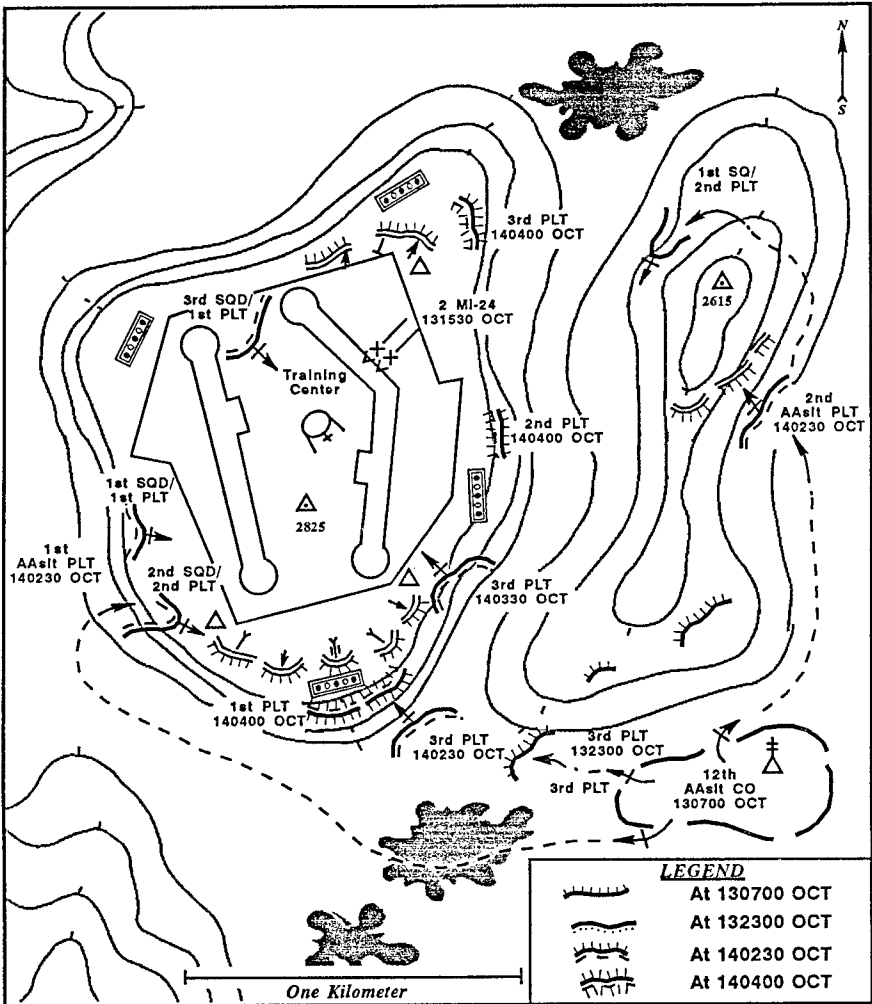 N
S
1st SQ/
2nd PLT
3rd PLT
140400 OCT
2615
3rd SQD/
1st PLT
2 MI-24
131530 OCT
Training
Center
2nd
AAslt PLT
140230 OCT
2nd PLT
140400 OCT
1st SQD/
1st PLT
2825
1st
AAslt PLT
140230 OCT
2nd SQD/
2nd PLT
3rd PLT
140330 OCT
1st PLT
140400 OCT
3rd PLT
140230 OCT
3rd PLT
132300 OCT
3rd PLT
12th
AAslt CO
130700 OCT
LEGEND
At 130700 OCT
At 132300 OCT
At 140230 OCT
At 140400 OCT
One Kilometer